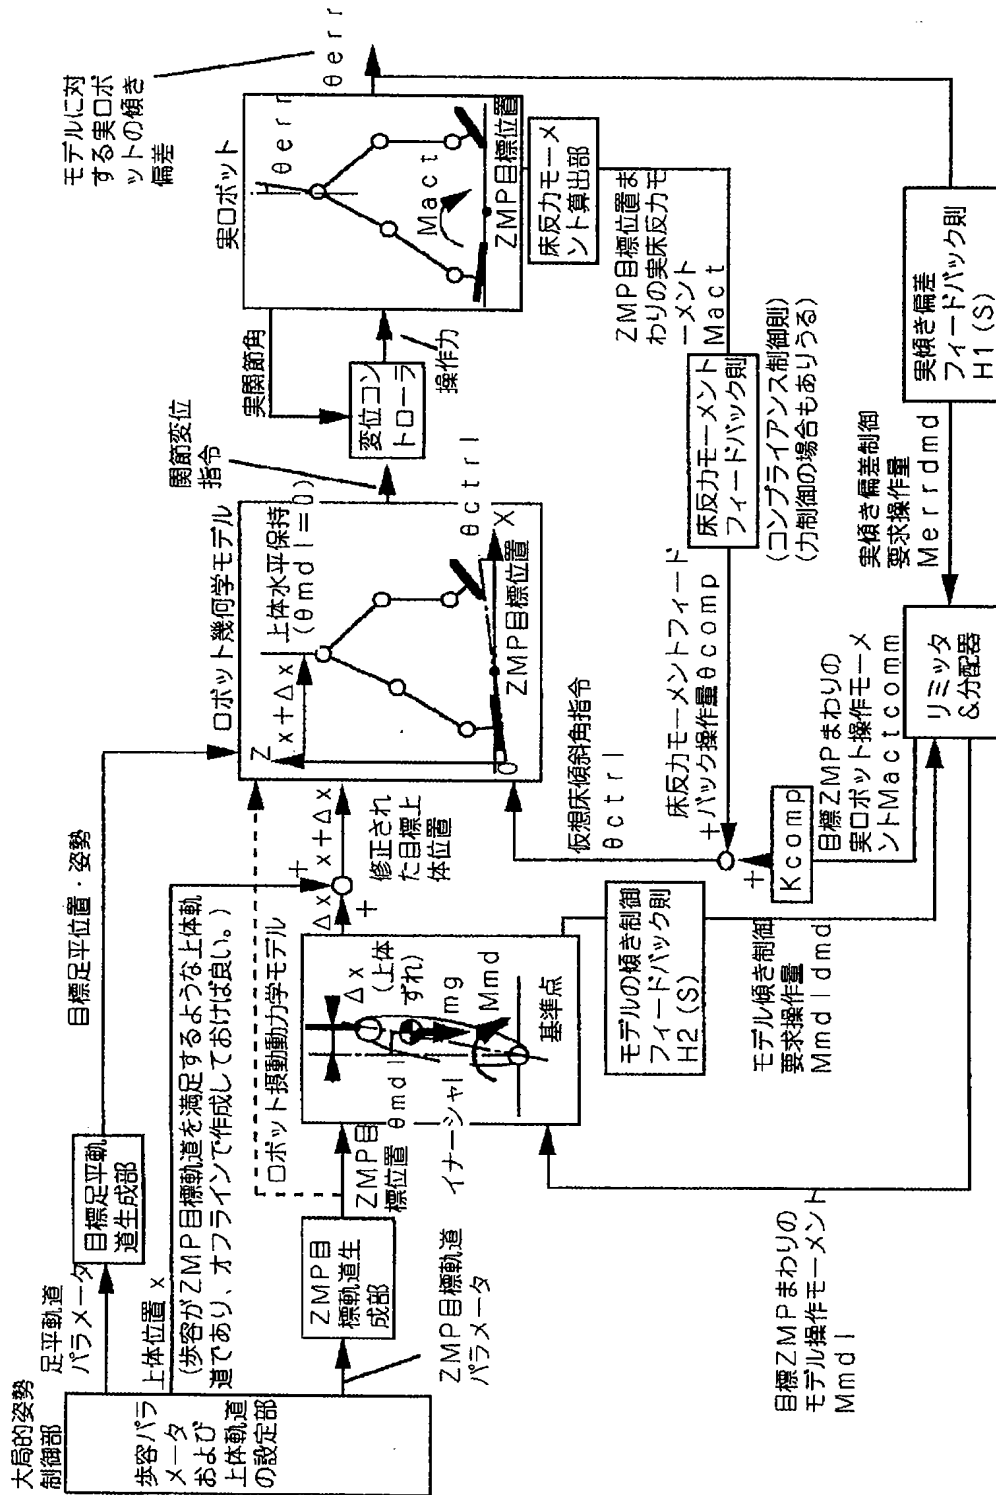 大局的姿勢
制御部
歩容パラ
メータ
および
上体軌道
の設定部
足平軌道
パラメータ
目標足平軌
道生成部
目標足平位置・姿勢
上体位置 x
(歩容がZMP目標軌道を満足するような上体軌
道であり、オフラインで作成しておけば良い。)
ZMP目標軌道
パラメータ
ZMP目
標軌道生
成部
ZMP目
標位置
ロボット摂動動力学モデル
Δx
(上体
ずれ)
θmdl
mg
Mmd
イナーシャI
基準点
Δx
+
+
x+Δx
修正され
た目標上
体位置
ロボット幾何学モデル
Z
x+Δx
上体水平保持
(θmdl=0)
θctrl
X
0
ZMP目標位置
関節変位
指令
変位コン
トローラ
実関節角
操作力
実ロボット
θerr
Mact
ZMP目標位置
θerr
モデルに対
する実ロボ
ットの傾き
偏差
床反力モーメ
ント算出部
ZMP目標位置ま
わりの実床反力モ
ーメント
Mact
床反力モーメント
フィードバック則
(コンプライアンス制御則)
(力制御の場合もありうる)
床反力モーメントフィード
バック操作量θcomp
+
+
仮想床傾斜角指令
θctrl
Kcomp
目標ZMPまわりの
実ロボット操作モーメ
ントMactcomm
モデルの傾き制御
フィードバック則
H2(S)
モデル傾き制御
要求操作量
Mmdldmd
リミッタ
&分配器
実傾き偏差制御
要求操作量
Merrdmd
実傾き偏差
フィードバック則
H1(S)
目標ZMPまわりの
モデル操作モーメント
Mmdl